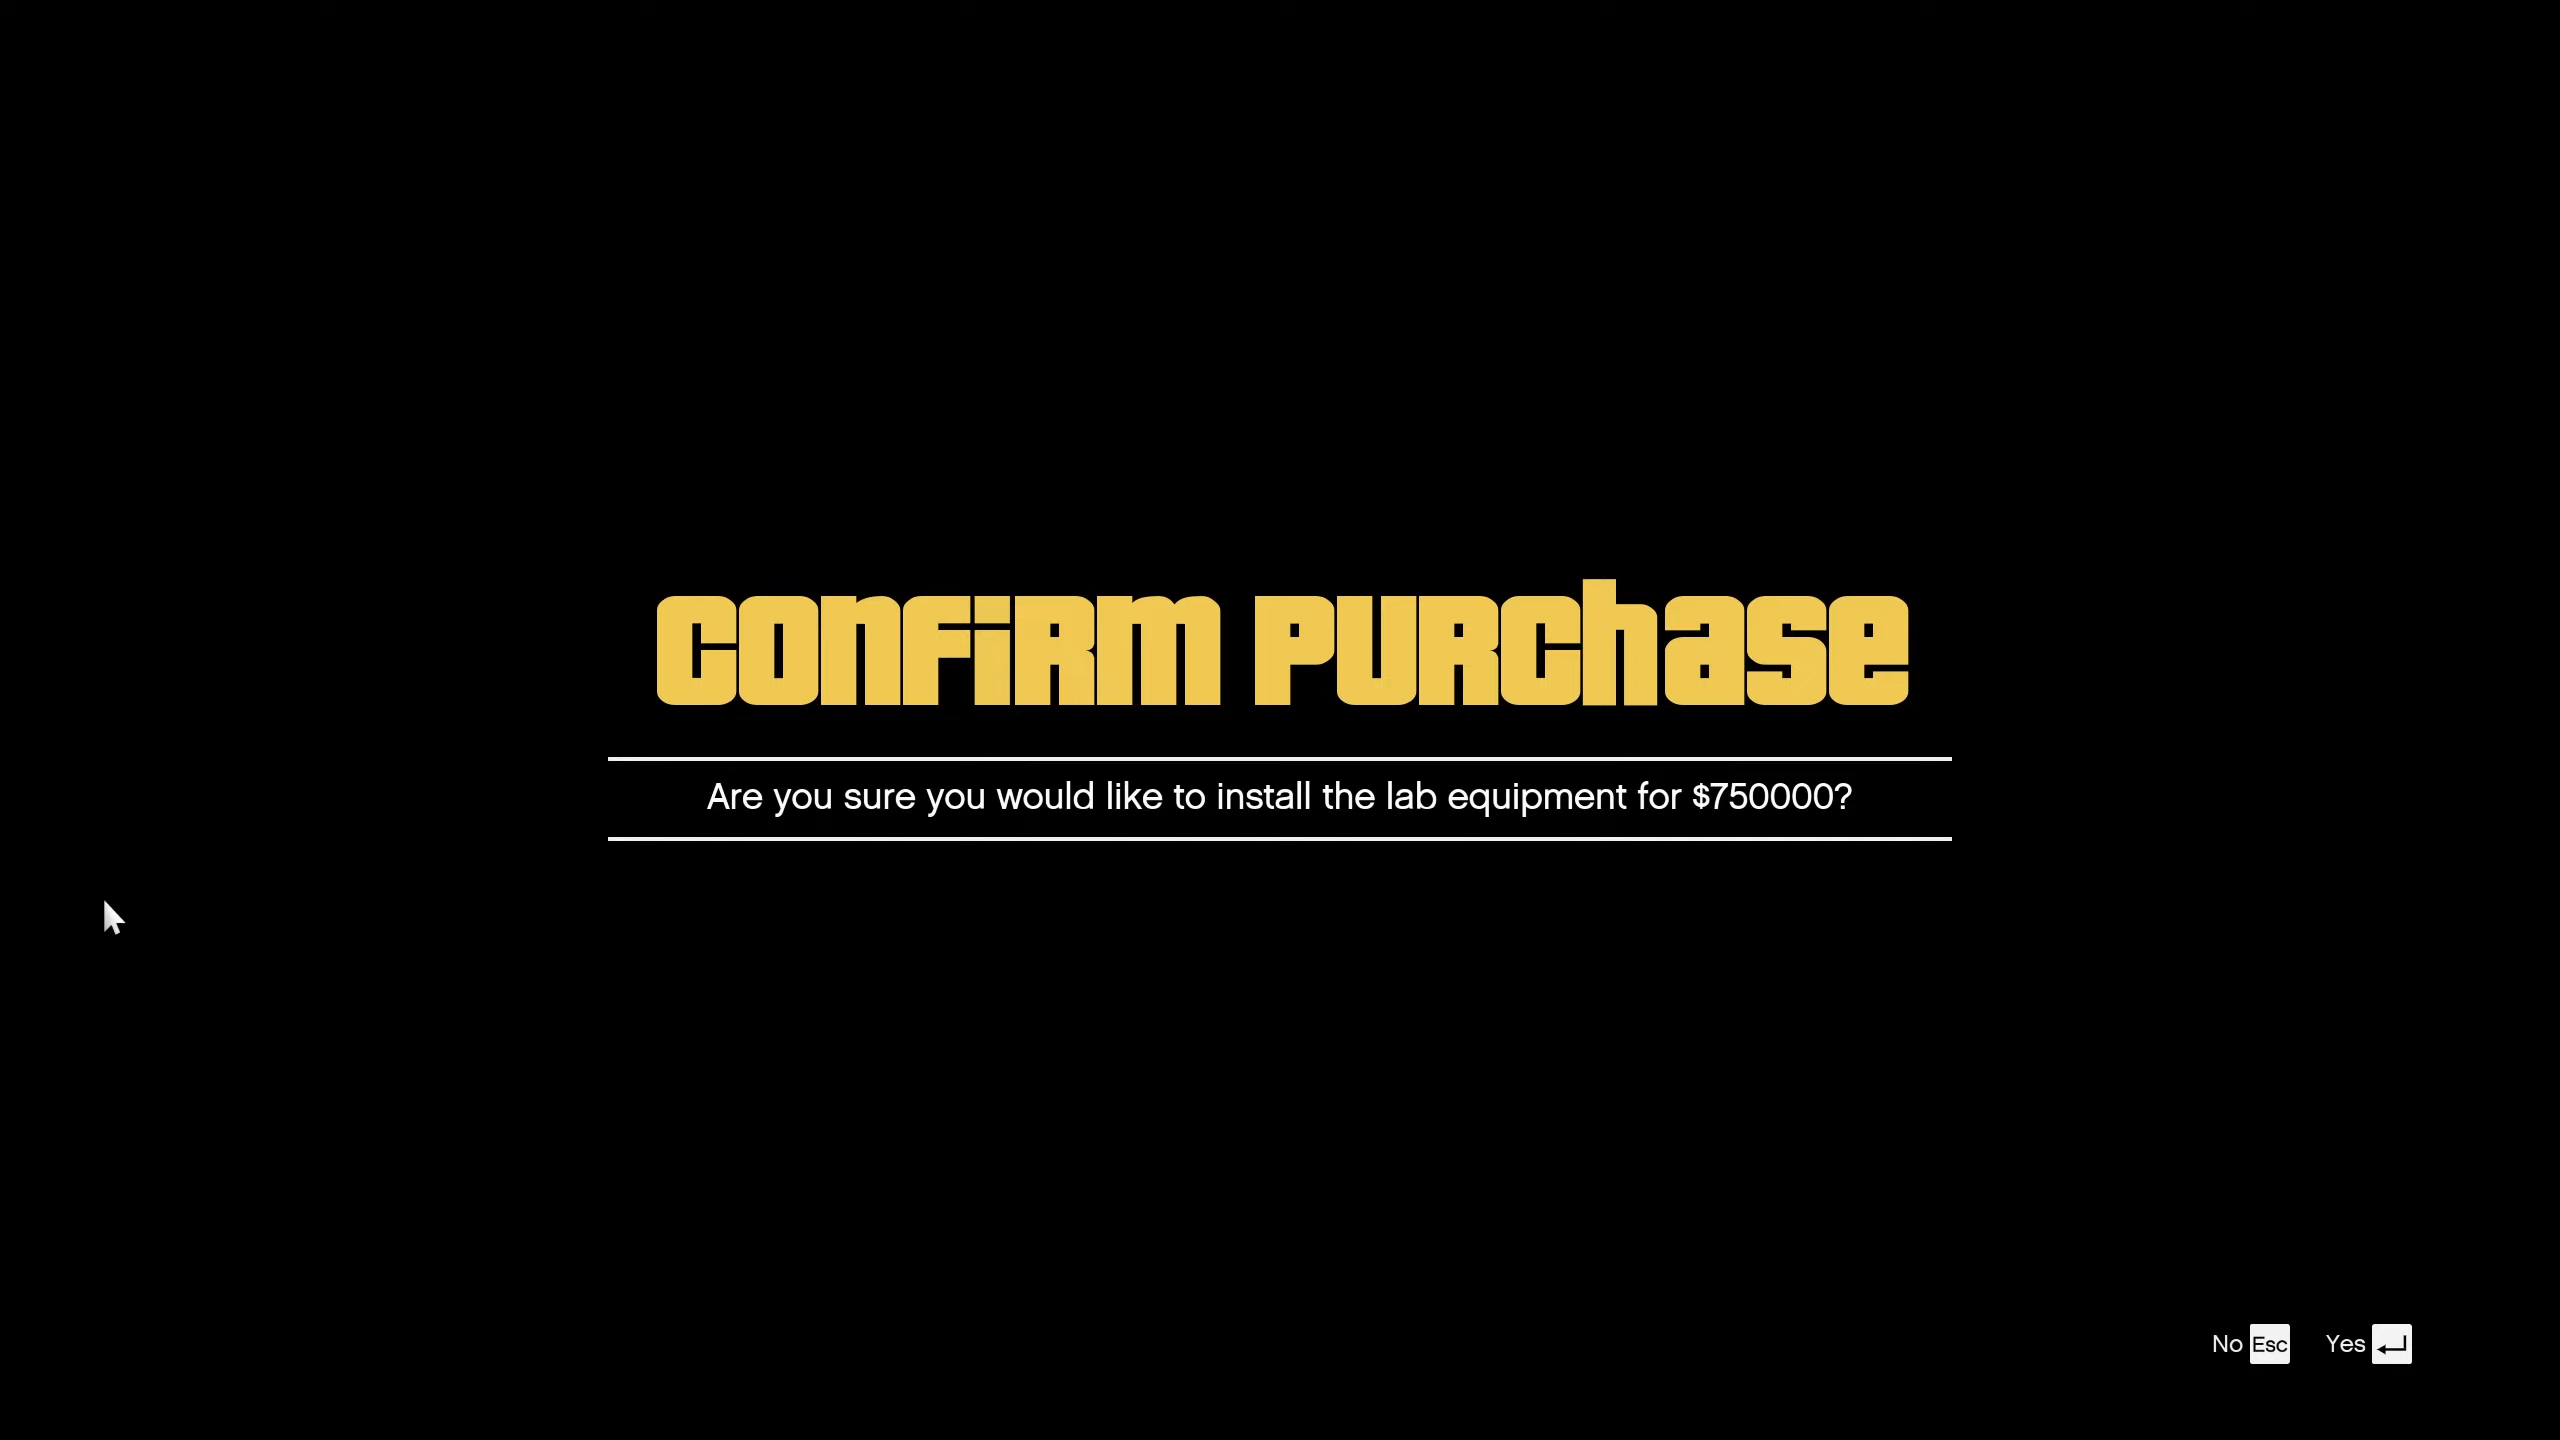 CONFIRM PURCHASE
Are you sure you would like to install the lab equipment for $750000?
No Esc Yes